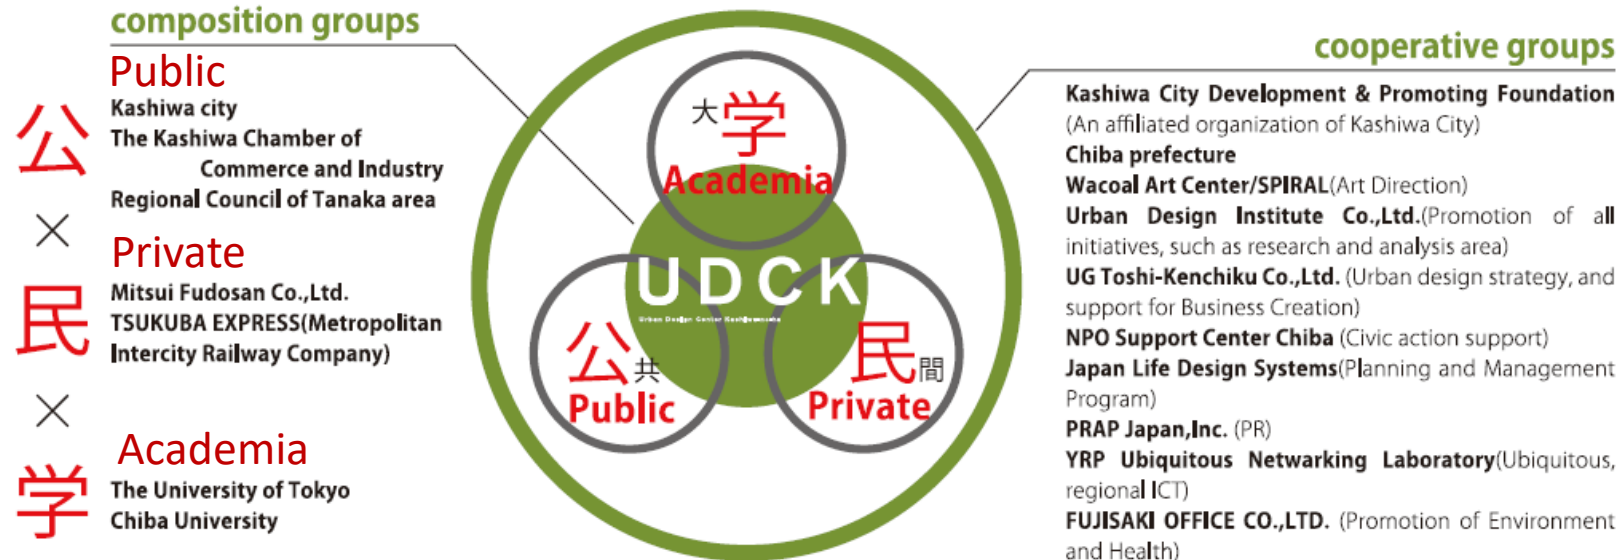 composition groups
公
Public
Kashiwa city
The Kashiwa Chamber of
Commerce and Industry
Regional Council of Tanaka area
×
民
Private
Mitsui Fudosan Co.,Ltd.
TSUKUBA EXPRESS(Metropolitan
Intercity Railway Company)
×
学
Academia
The University of Tokyo
Chiba University
大学
Academia
UDCK
Urban Design Center Kashiwanoha
公共
Public
民間
Private
cooperative groups
Kashiwa City Development & Promoting Foundation
(An affiliated organization of Kashiwa City)
Chiba prefecture
Wacoal Art Center/SPIRAL(Art Direction)
Urban Design Institute Co.,Ltd.(Promotion of all
initiatives, such as research and analysis area)
UG Toshi-Kenchiku Co.,Ltd. (Urban design strategy, and
support for Business Creation)
NPO Support Center Chiba (Civic action support)
Japan Life Design Systems(Planning and Management
Program)
PRAP Japan,Inc. (PR)
YRP Ubiquitous Netwarking Laboratory(Ubiquitous,
regional ICT)
FUJISAKI OFFICE CO.,LTD. (Promotion of Environment
and Health)